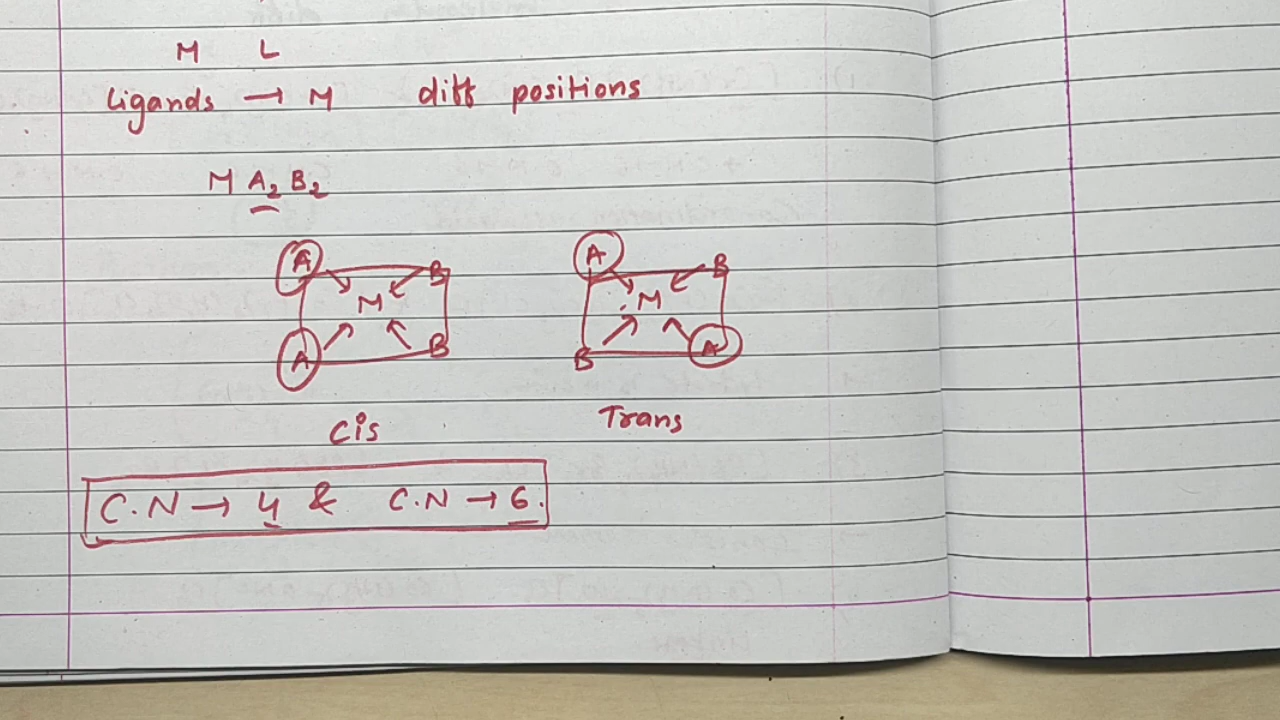 M L
Ligands → M diff positions
M A₂ B₂
A B A B
M M
A B B A
Cis Trans
C.N → 4 & C.N → 6.